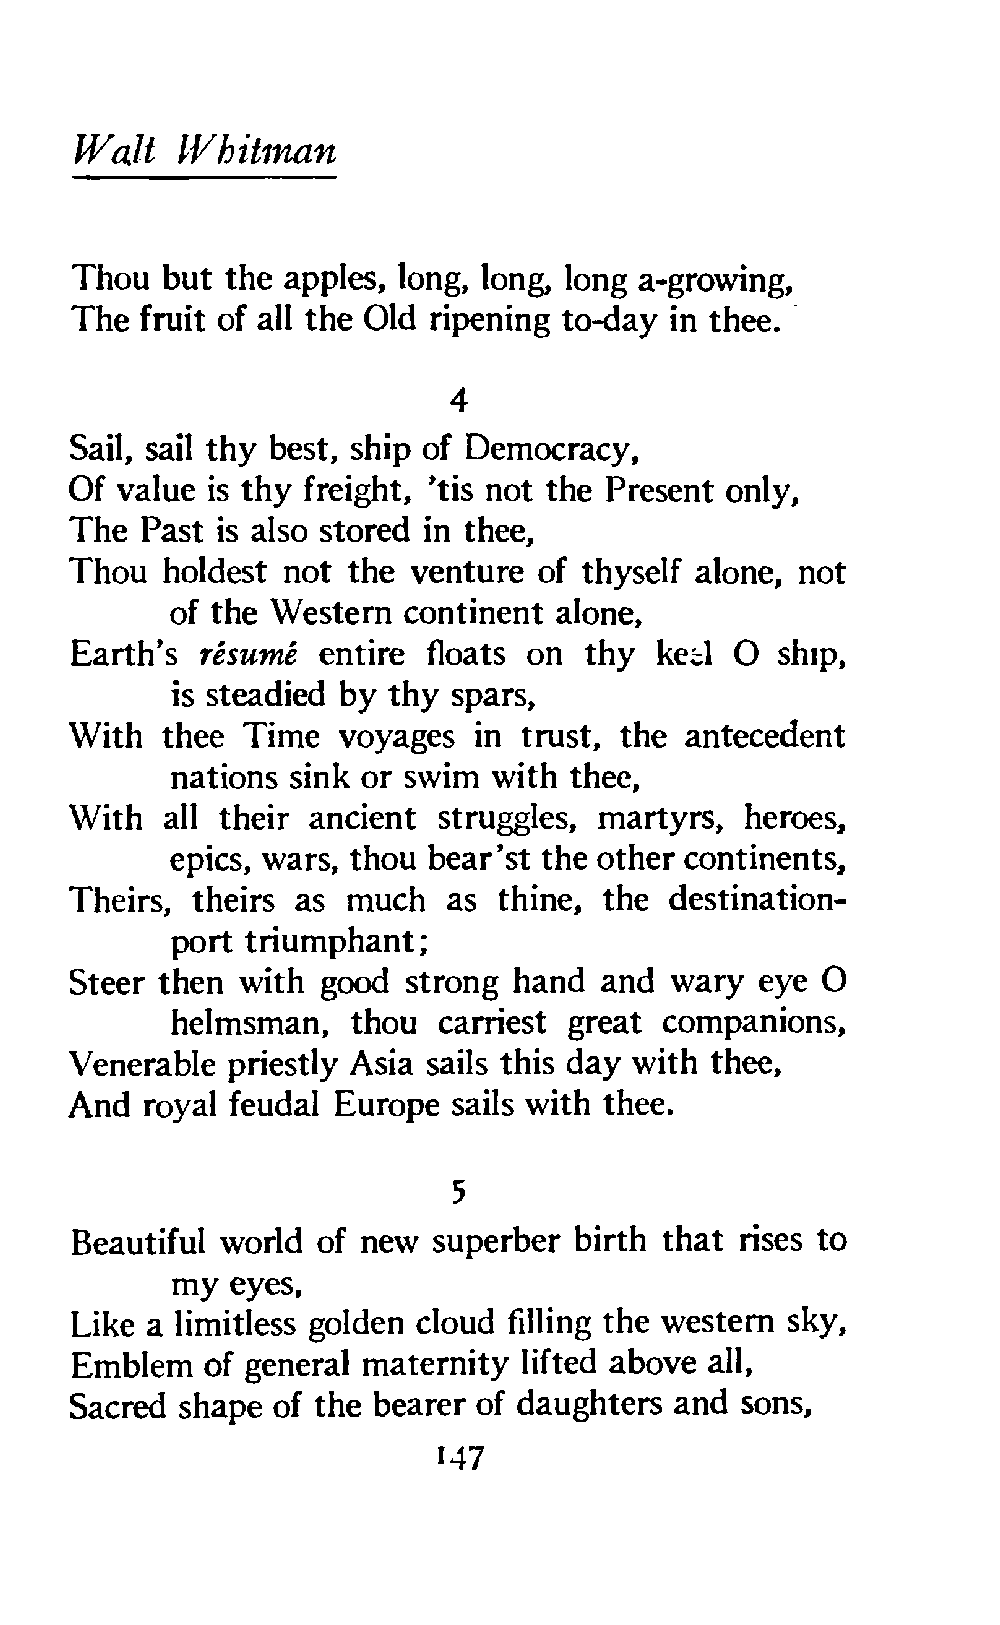 Walt Whitman
Thou but the apples, long, long, long a-growing,
The fruit of all the Old ripening to-day in thee.
4
Sail, sail thy best, ship of Democracy,
Of value is thy freight, 'tis not the Present only,
The Past is also stored in thee,
Thou holdest not the venture of thyself alone, not
of the Western continent alone,
Earth's résumé entire floats on thy keel O ship,
is steadied by thy spars,
With thee Time voyages in trust, the antecedent
nations sink or swim with thee,
With all their ancient struggles, martyrs, heroes,
epics, wars, thou bear'st the other continents,
Theirs, theirs as much as thine, the destination-
port triumphant;
Steer then with good strong hand and wary eye O
helmsman, thou carriest great companions,
Venerable priestly Asia sails this day with thee,
And royal feudal Europe sails with thee.
5
Beautiful world of new superber birth that rises to
my eyes,
Like a limitless golden cloud filling the western sky,
Emblem of general maternity lifted above all,
Sacred shape of the bearer of daughters and sons,
147